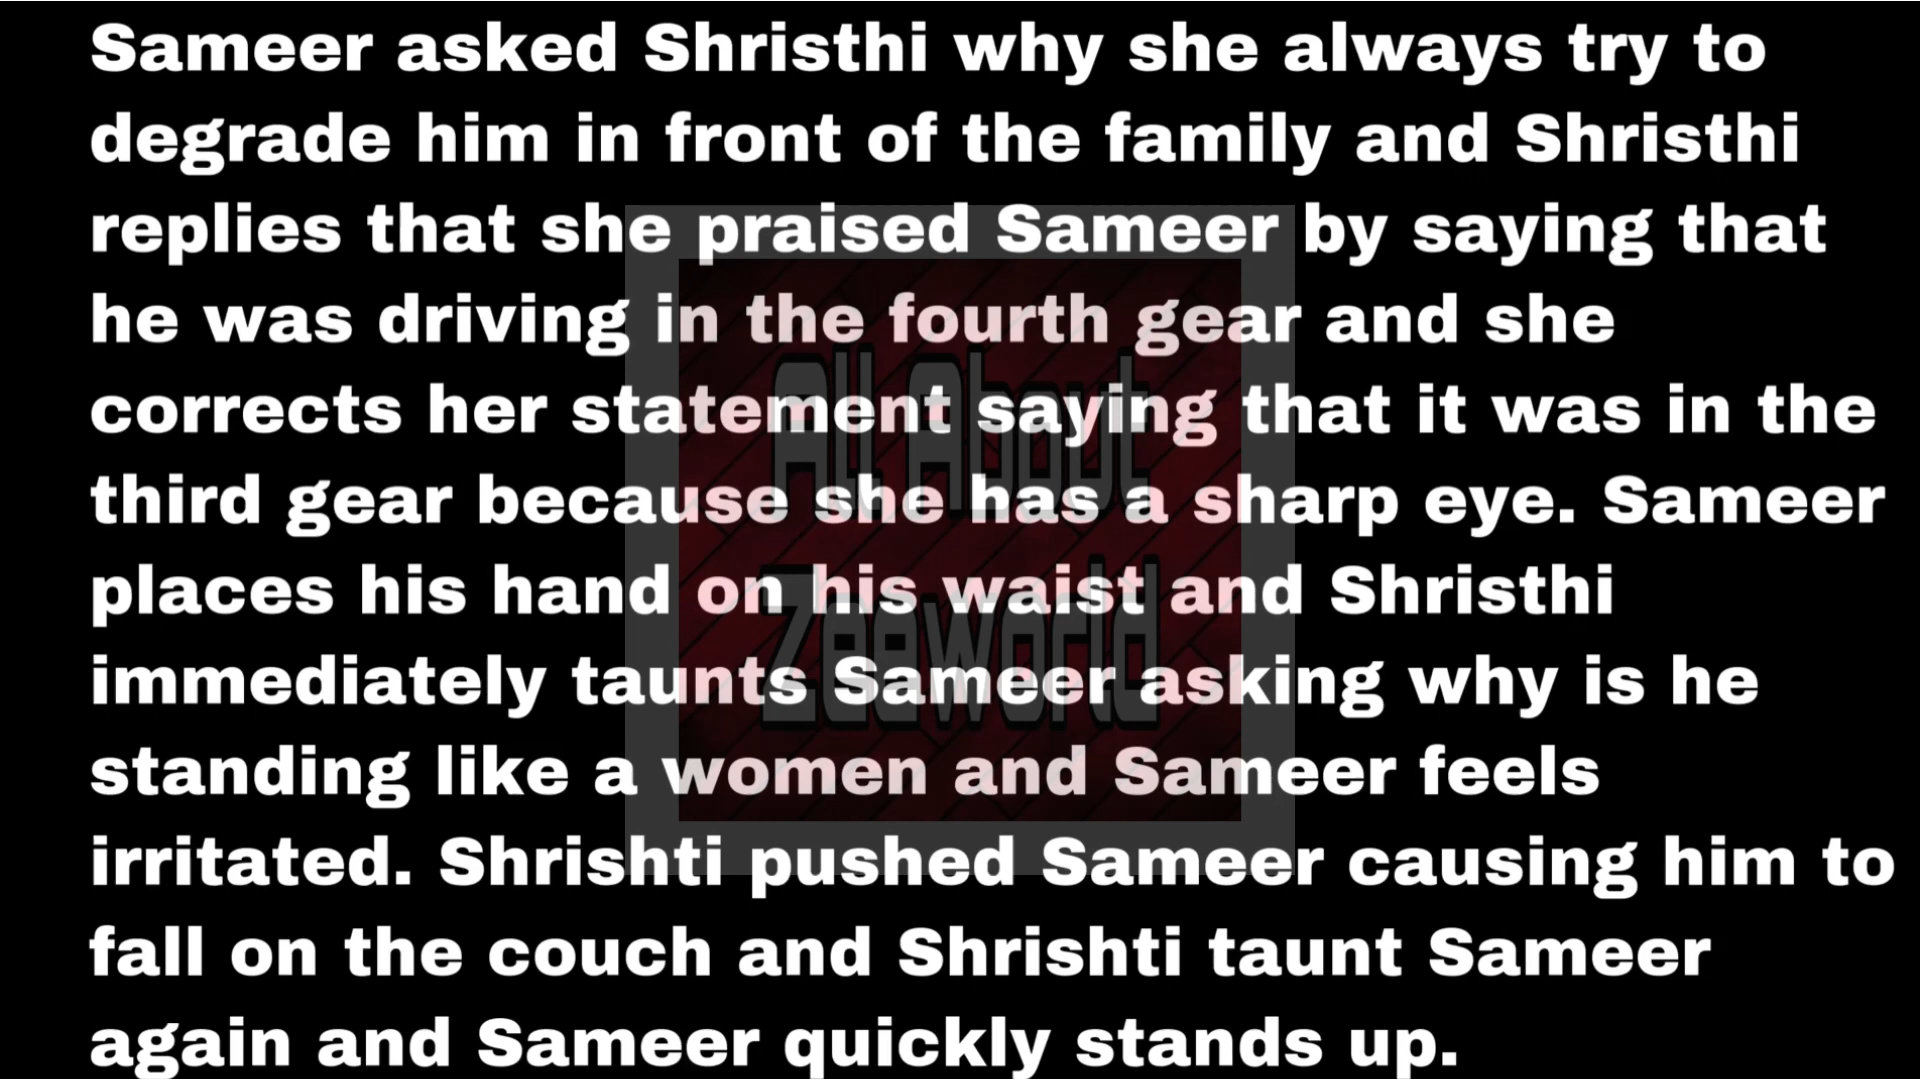 Sameer asked Shristhi why she always try to
degrade him in front of the family and Shristhi
replies that she praised Sameer by saying that
he was driving in the fourth gear and she
corrects her statement saying that it was in the
third gear because she has a sharp eye. Sameer
places his hand on his waist and Shristhi
immediately taunts Sameer asking why is he
standing like a women and Sameer feels
irritated. Shrishti pushed Sameer causing him to
fall on the couch and Shrishti taunt Sameer
again and Sameer quickly stands up.
All About
Zeeworld